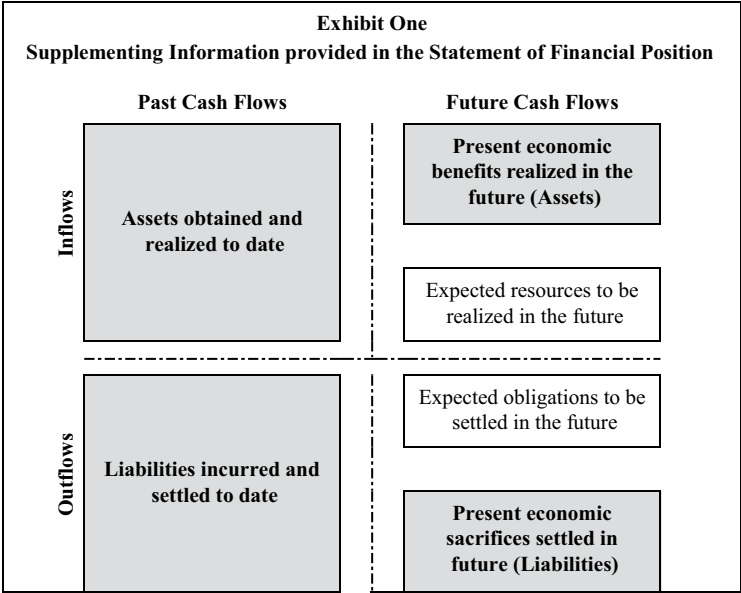 Exhibit One
Supplementing Information provided in the Statement of Financial Position
Past Cash Flows
Future Cash Flows
Inflows
Assets obtained and
realized to date
Present economic
benefits realized in the
future (Assets)
Expected resources to be
realized in the future
Outflows
Liabilities incurred and
settled to date
Expected obligations to be
settled in the future
Present economic
sacrifices settled in
future (Liabilities)